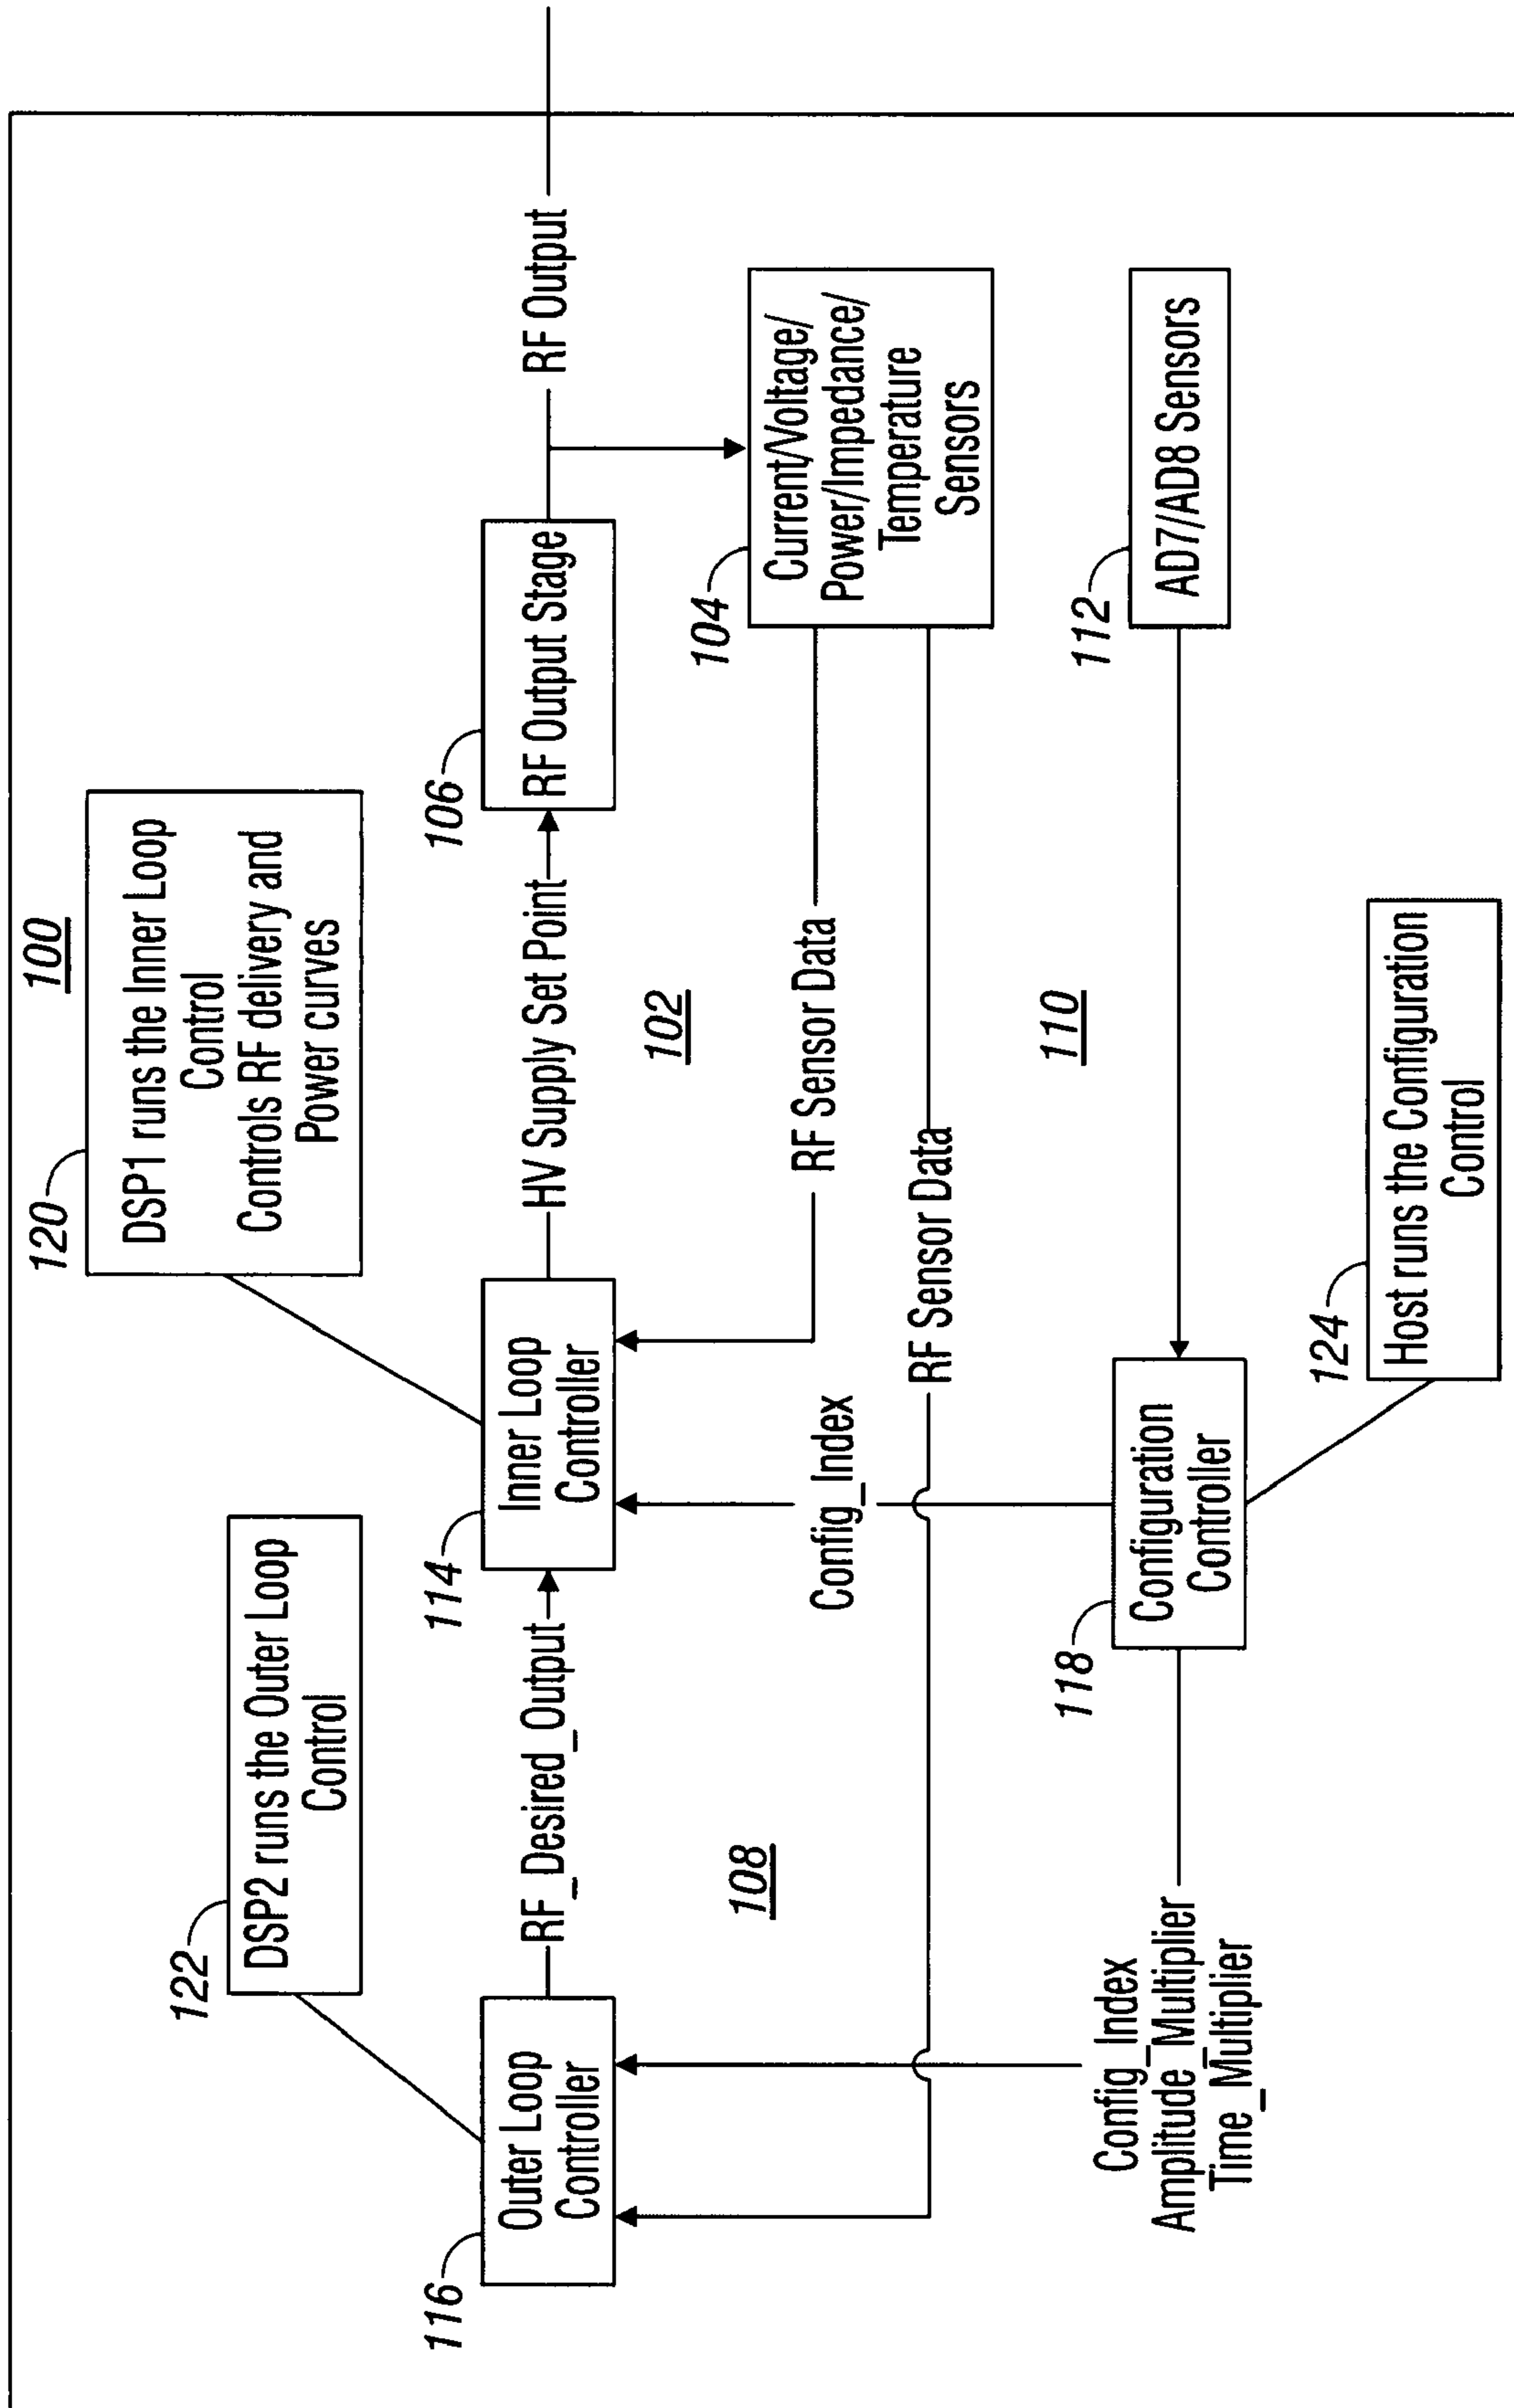 100
120
DSP1 runs the Inner Loop
Control
Controls RF delivery and
Power curves
122
DSP2 runs the Outer Loop
Control
116
Outer Loop
Controller
RF_Desired_Output
114
Inner Loop
Controller
HV Supply Set Point
106
RF Output Stage
RF Output
108
102
104
Current/Voltage/
Power/Impedance/
Temperature
Sensors
RF Sensor Data
RF Sensor Data
Config_Index
110
112
AD7/AD8 Sensors
118
Configuration
Controller
Config_Index
Amplitude_Multiplier
Time_Multiplier
124
Host runs the Configuration
Control